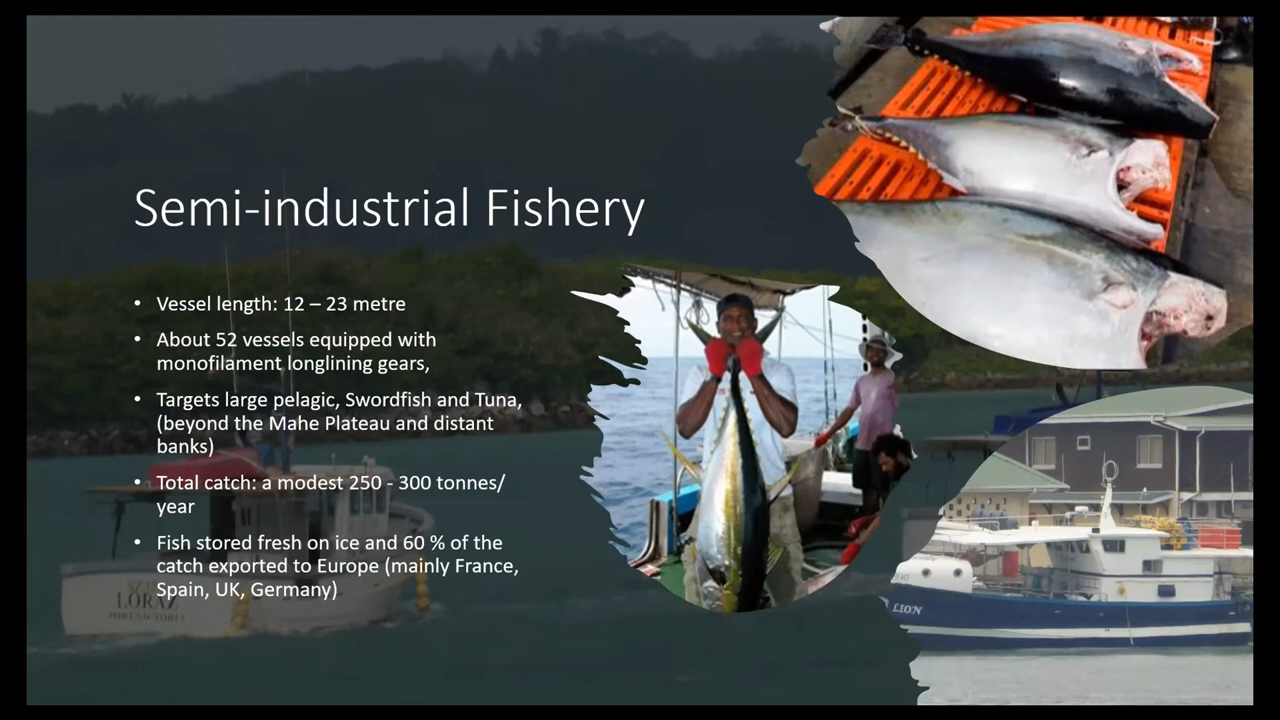 Semi-industrial Fishery
• Vessel length: 12 – 23 metre
• About 52 vessels equipped with
monofilament longlining gears,
• Targets large pelagic, Swordfish and Tuna,
(beyond the Mahe Plateau and distant
banks)
• Total catch: a modest 250 - 300 tonnes/
year
• Fish stored fresh on ice and 60 % of the
catch exported to Europe (mainly France,
Spain, UK, Germany)
LORAZ
PORT VICTORIA
LION